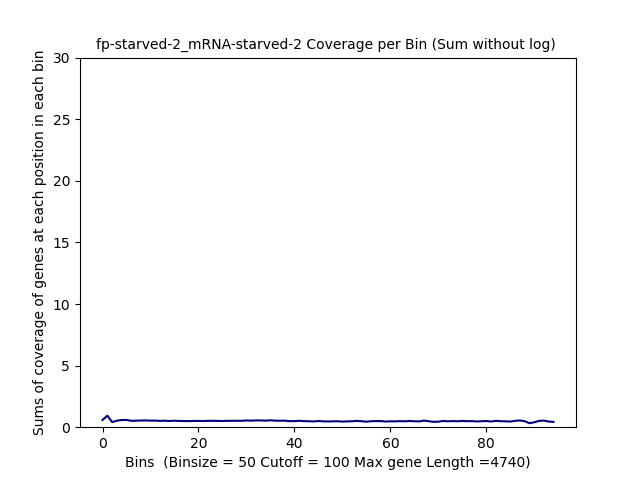 fp-starved-2_mRNA-starved-2 Coverage per Bin (Sum without log)
Sums of coverage of genes at each position in each bin
30
25
20
15
10
5
0
0 20 40 60 80
Bins  (Binsize = 50 Cutoff = 100 Max gene Length =4740)